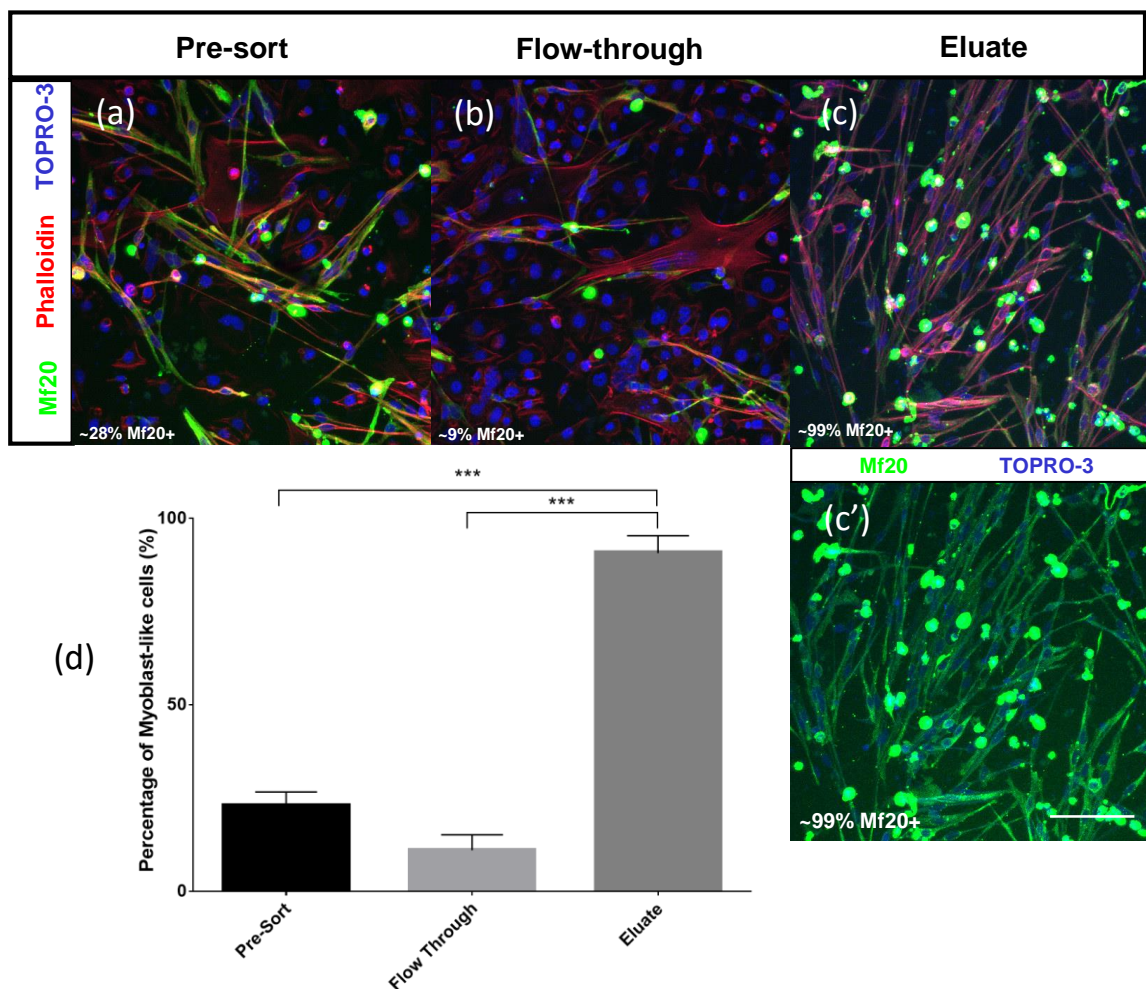 Pre-sort Flow-through Eluate
Mf20 Phalloidin TOPRO-3
(a)
~28% Mf20+
(b)
~9% Mf20+
(c)
~99% Mf20+
Mf20 TOPRO-3
(c’)
~99% Mf20+
(d)
***
***
Percentage of Myoblast-like cells (%)
100
50
0
Pre-Sort
Flow Through
Eluate